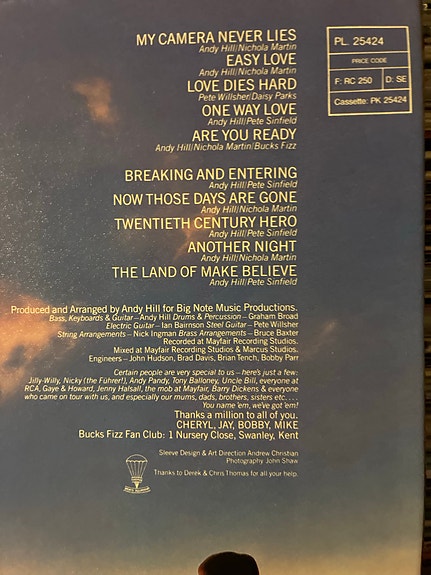 MY CAMERA NEVER LIES
Andy Hill/Nichola Martin
EASY LOVE
Andy Hill/Nichola Martin
LOVE DIES HARD
Pete Willsher/Daisy Parks
ONE WAY LOVE
Andy Hill/Pete Sinfield
ARE YOU READY
Andy Hill/Nichola Martin/Bucks Fizz
BREAKING AND ENTERING
Andy Hill/Pete Sinfield
NOW THOSE DAYS ARE GONE
Andy Hill/Nichola Martin
TWENTIETH CENTURY HERO
Andy Hill/Pete Sinfield
ANOTHER NIGHT
Andy Hill/Nichola Martin
THE LAND OF MAKE BELIEVE
Andy Hill/Pete Sinfield
PL 25424
PRICE CODE
F: RC 250 D: SE
Cassette: PK 25424
Produced and Arranged by Andy Hill for Big Note Music Productions.
Bass, Keyboards & Guitar – Andy Hill Drums & Percussion – Graham Broad
Electric Guitar – Ian Bairnson Steel Guitar – Pete Willsher
String Arrangements – Nick Ingman Brass Arrangements – Bruce Baxter
Recorded at Mayfair Recording Studios.
Mixed at Mayfair Recording Studios & Marcus Studios.
Engineers – John Hudson, Brad Davis, Brian Tench, Bobby Parr
Certain people are very special to us – here's just a few:
Jilly-Willy, Nicky (the Führer!), Andy Pandy, Tony Balloney, Uncle Bill, everyone at
RCA, Gaye & Howard, Jenny Halsall, the mob at Mayfair, Barry Dickens & everyone
who came on tour with us, and especially our mums, dads, brothers, sisters etc....
You name 'em, we've got 'em!
Thanks a million to all of you.
CHERYL, JAY, BOBBY, MIKE
Bucks Fizz Fan Club: 1 Nursery Close, Swanley, Kent
Sleeve Design & Art Direction Andrew Christian
Photography John Shaw
Thanks to Derek & Chris Thomas for all your help.